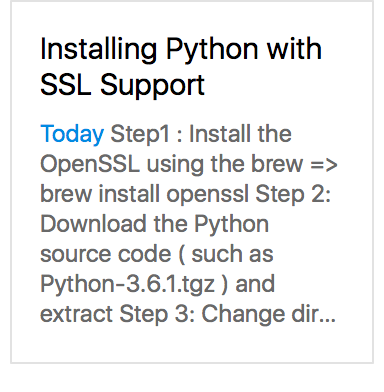 Installing Python with
SSL Support
Today Step1 : Install the
OpenSSL using the brew =>
brew install openssl Step 2:
Download the Python
source code ( such as
Python-3.6.1.tgz ) and
extract Step 3: Change dir...